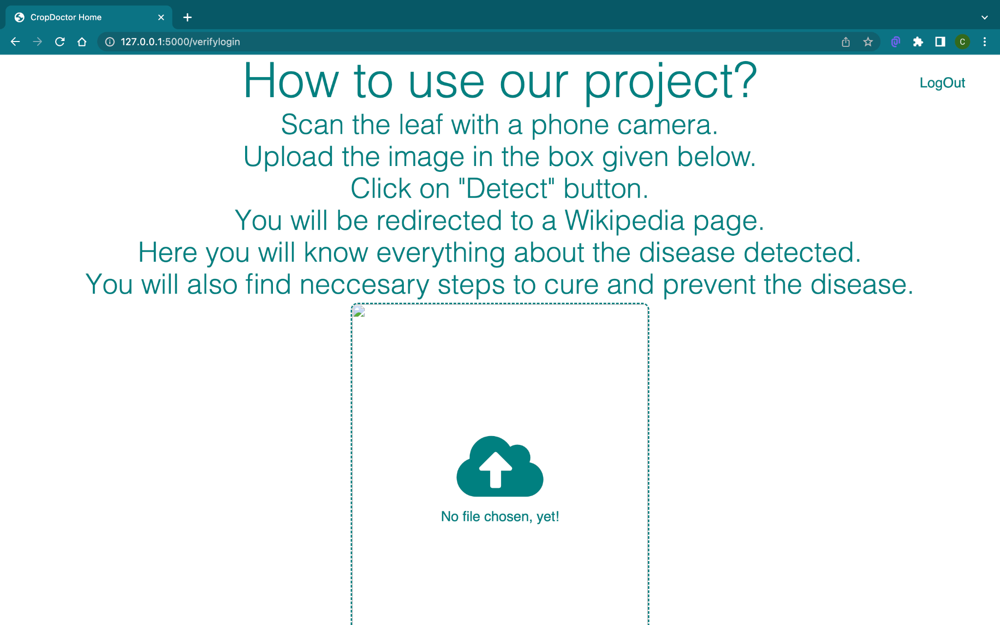 CropDoctor Home
127.0.0.1:5000/verifylogin
C
How to use our project?
LogOut
Scan the leaf with a phone camera.
Upload the image in the box given below.
Click on "Detect" button.
You will be redirected to a Wikipedia page.
Here you will know everything about the disease detected.
You will also find neccesary steps to cure and prevent the disease.
No file chosen, yet!